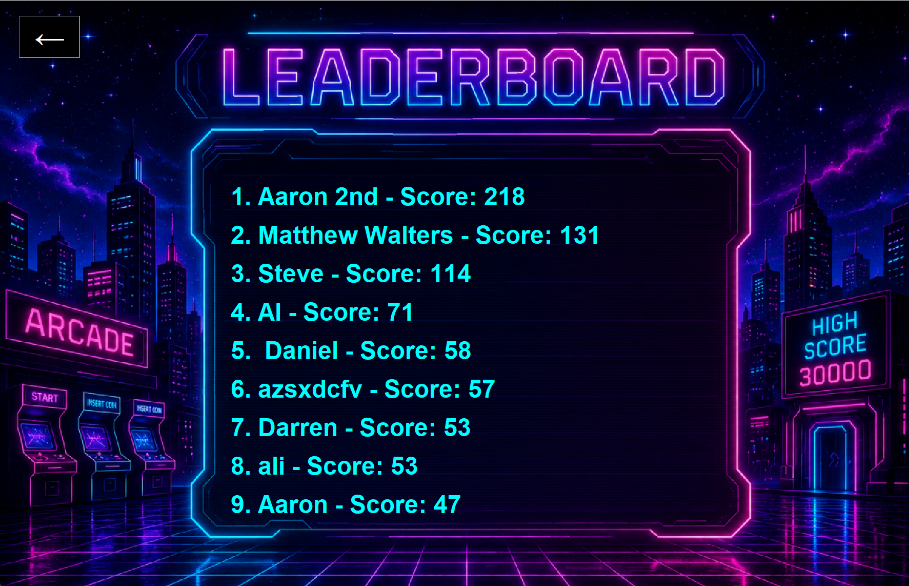 ←
LEADERBOARD
1. Aaron 2nd - Score: 218
2. Matthew Walters - Score: 131
3. Steve - Score: 114
4. AI - Score: 71
5.  Daniel - Score: 58
6. azsxdcfv - Score: 57
7. Darren - Score: 53
8. ali - Score: 53
9. Aaron - Score: 47
ARCADE
START
INSERT COIN
INSERT COIN
HIGH
SCORE
30000